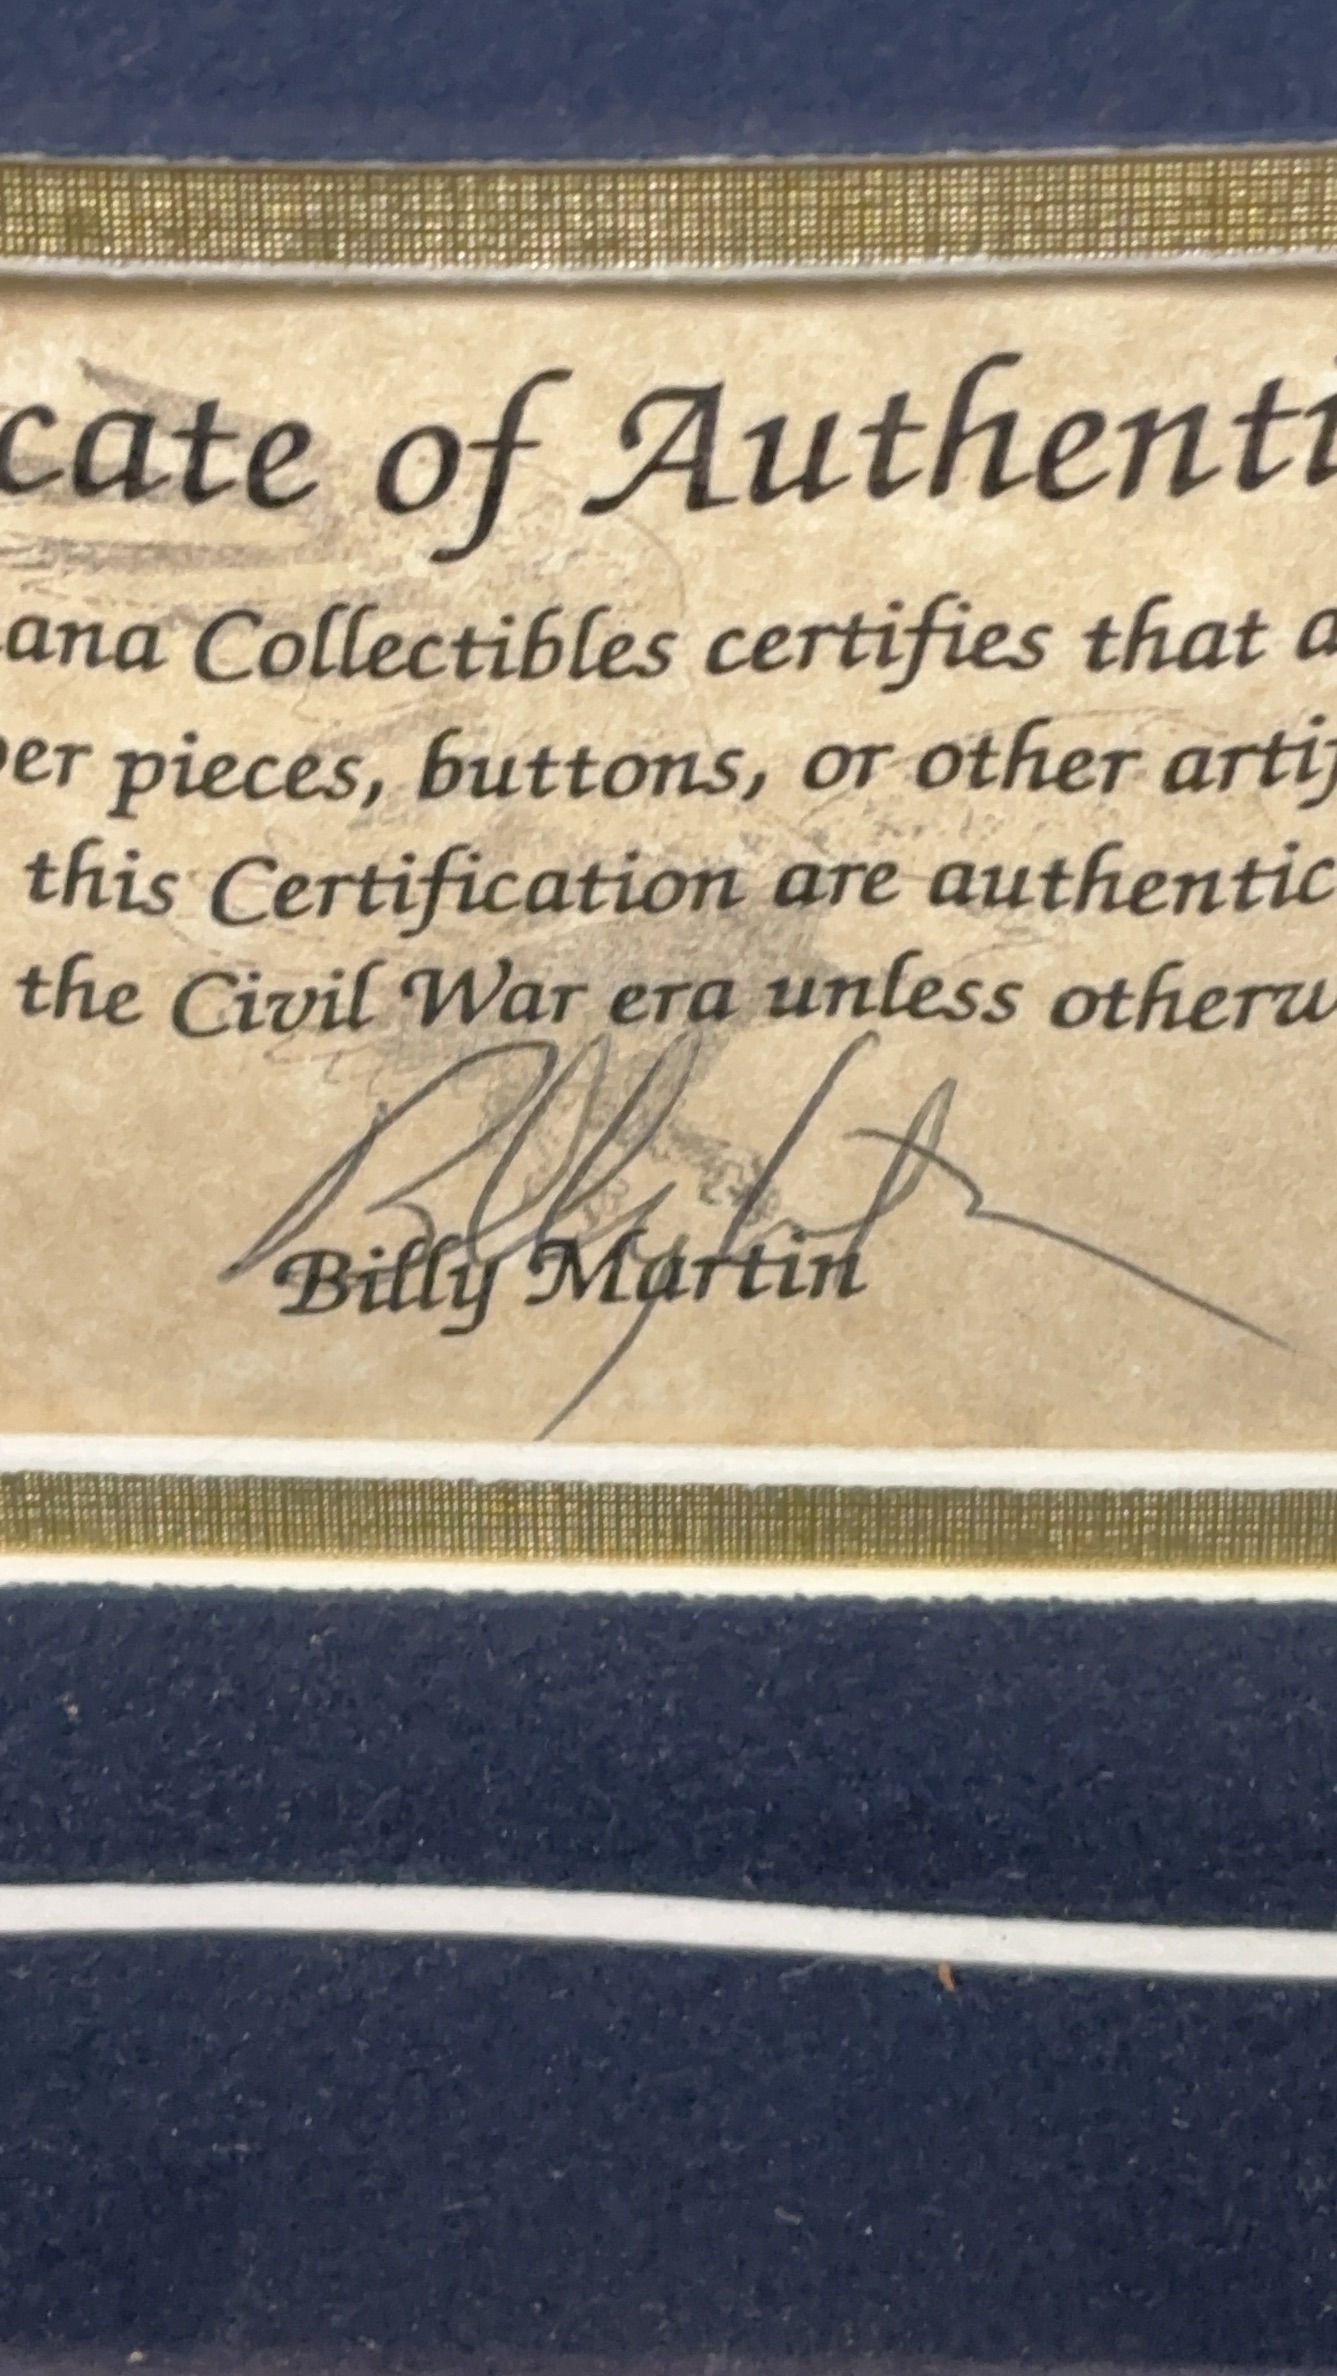 cate of Authenti
ana Collectibles certifies that a
er pieces, buttons, or other artif
this Certification are authentic
the Civil War era unless otherw
Billy Martin